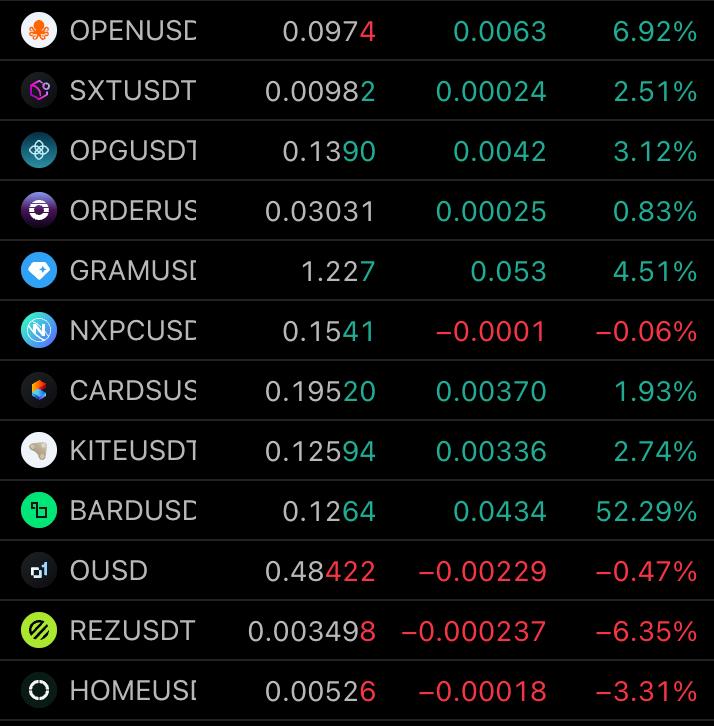 OPENUSD 0.0974 0.0063 6.92%
SXTUSDT 0.00982 0.00024 2.51%
OPGUSDT 0.1390 0.0042 3.12%
ORDERUS 0.03031 0.00025 0.83%
GRAMUSD 1.227 0.053 4.51%
NXPCUSD 0.1541 −0.0001 −0.06%
CARDSUS 0.19520 0.00370 1.93%
KITEUSDT 0.12594 0.00336 2.74%
BARDUSD 0.1264 0.0434 52.29%
OUSD 0.48422 −0.00229 −0.47%
REZUSDT 0.003498 −0.000237 −6.35%
HOMEUSD 0.00526 −0.00018 −3.31%